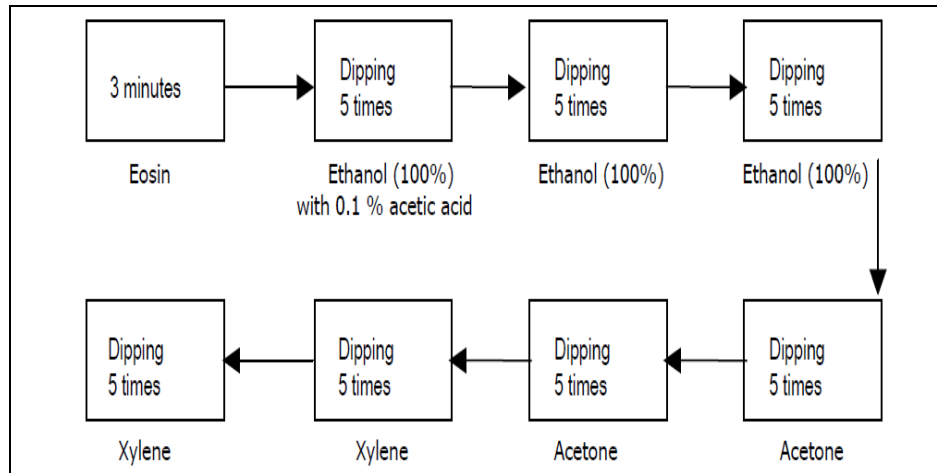 3 minutes
Eosin
Dipping
5 times
Ethanol (100%)
with 0.1 % acetic acid
Dipping
5 times
Ethanol (100%)
Dipping
5 times
Ethanol (100%)
Dipping
5 times
Acetone
Dipping
5 times
Acetone
Dipping
5 times
Xylene
Dipping
5 times
Xylene